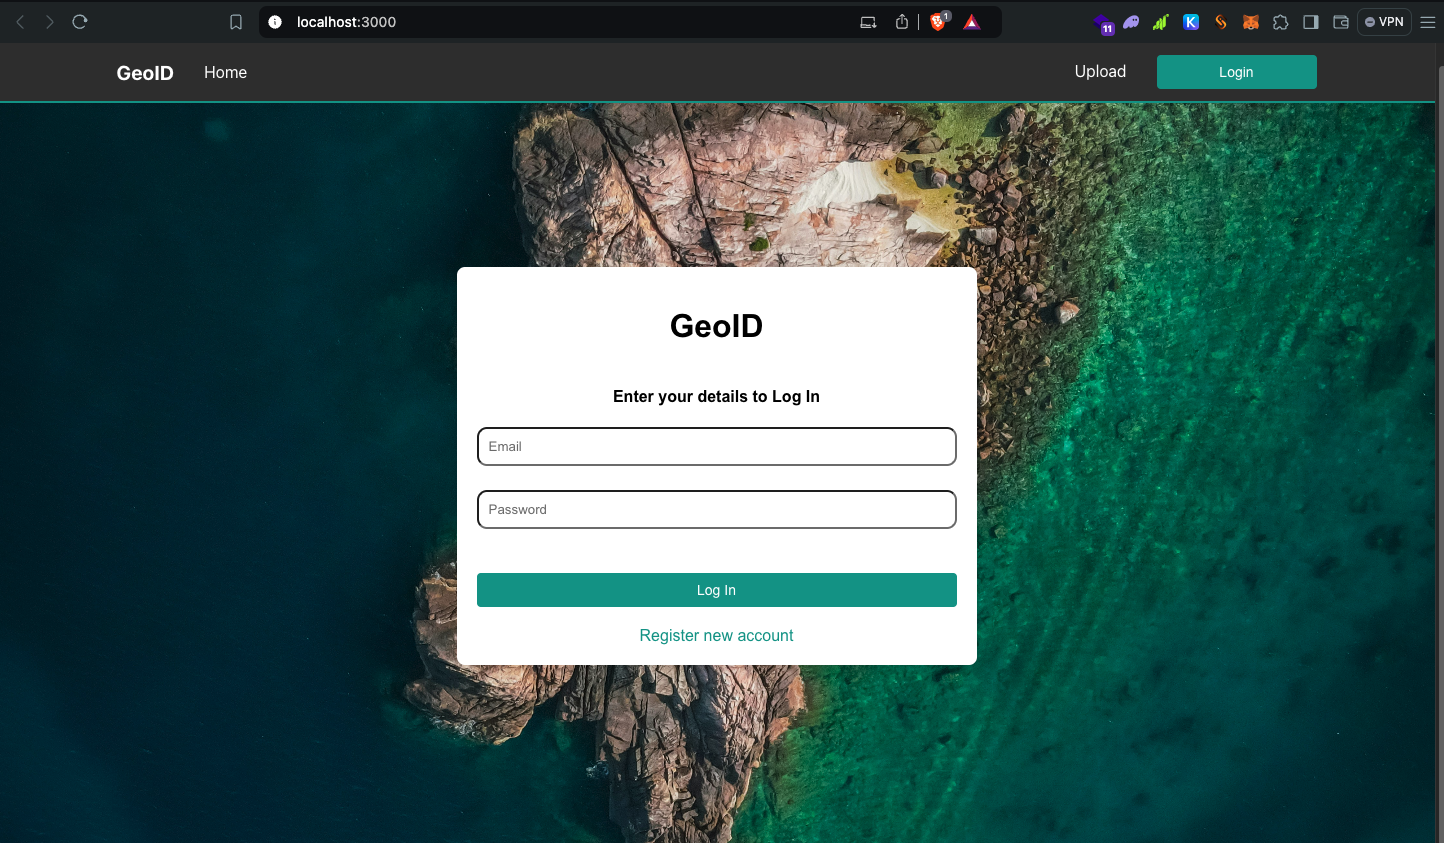 localhost:3000
1
11
K
VPN
GeoID
Home
Upload
Login
GeoID
Enter your details to Log In
Email
Password
Log In
Register new account